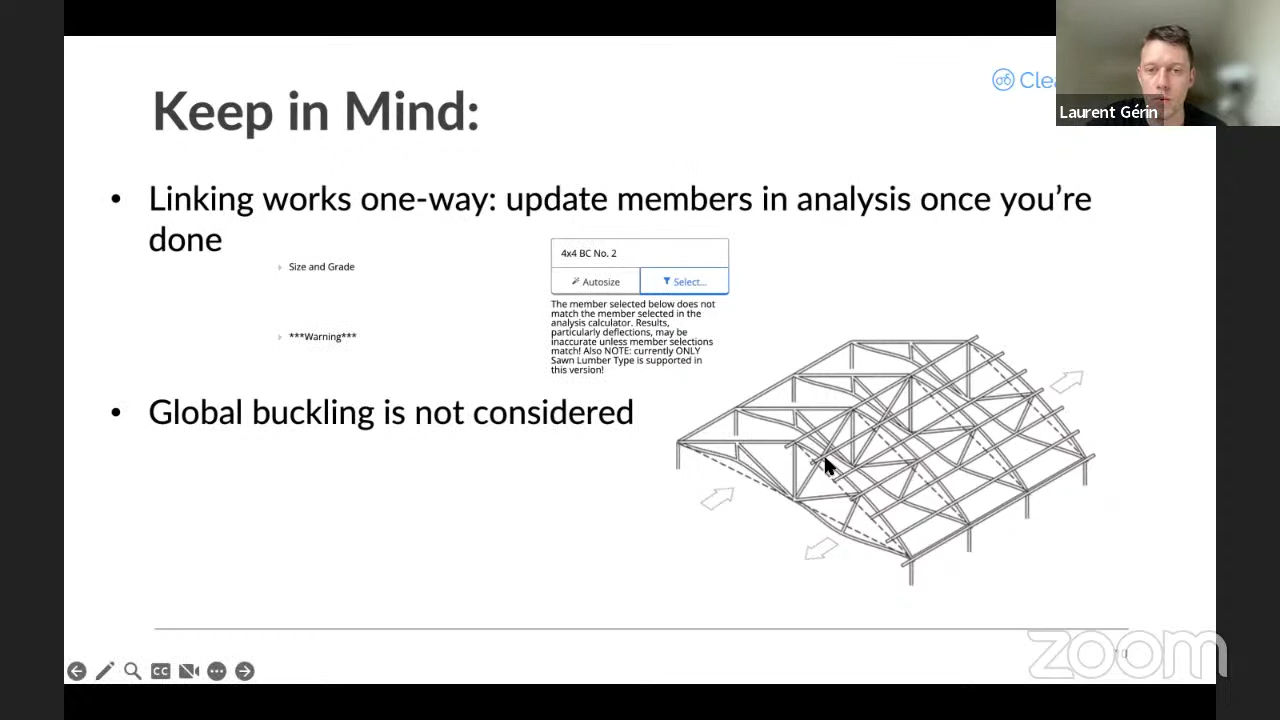 Clea
Laurent Gérin
Keep in Mind:
• Linking works one-way: update members in analysis once you’re
done
Size and Grade
4x4 BC No. 2
Autosize
Select...
The member selected below does not
match the member selected in the
analysis calculator. Results,
particularly deflections, may be
inaccurate unless member selections
match! Also NOTE: currently ONLY
Sawn Lumber Type is supported in
this version!
***Warning***
• Global buckling is not considered
CC
zoom